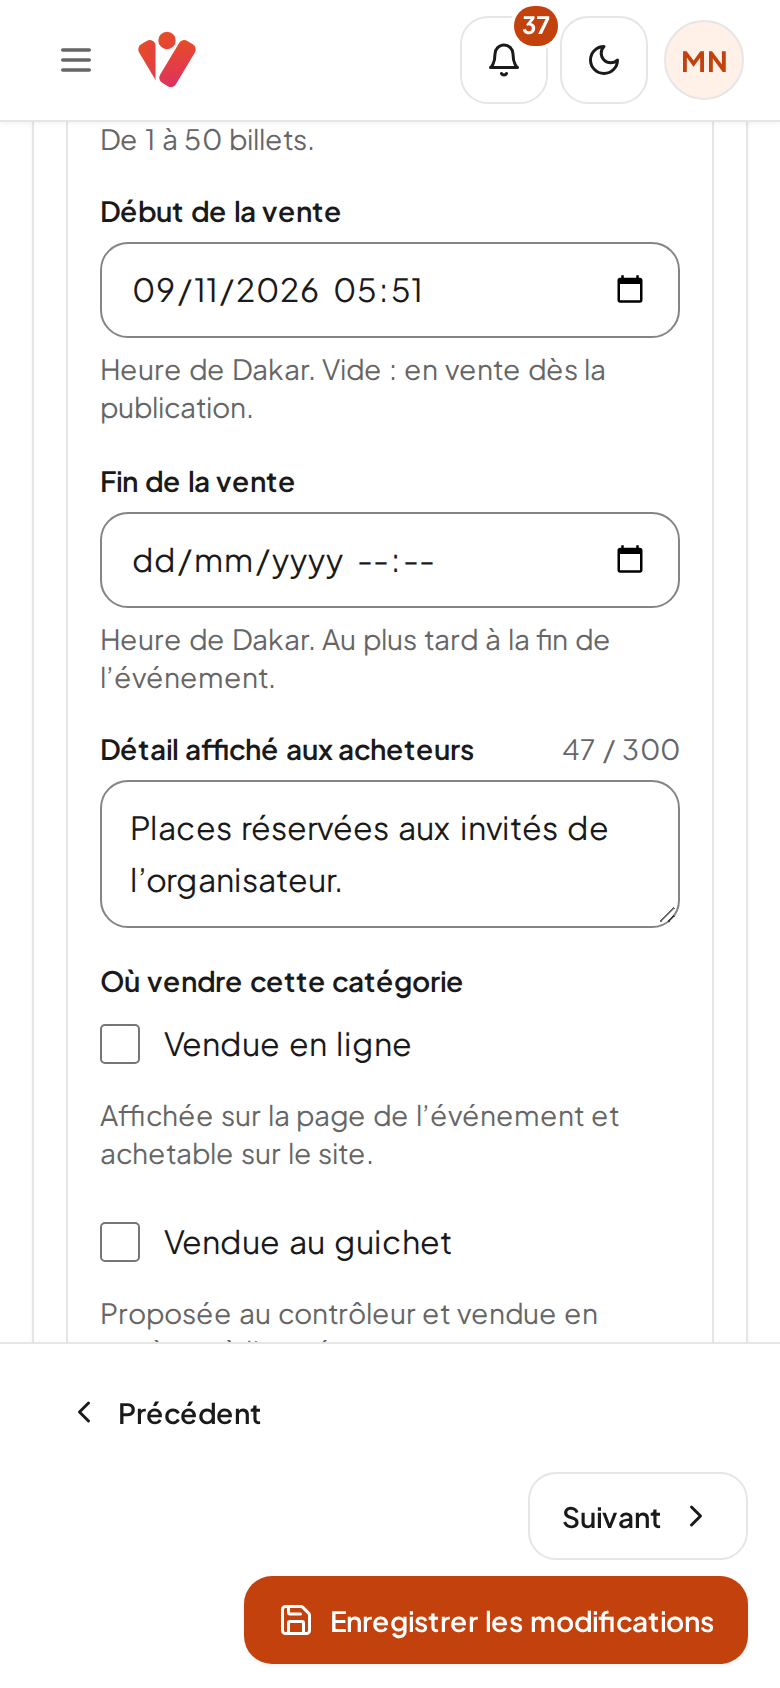 37
MN
De 1 à 50 billets.
Début de la vente
09/11/2026 05:51
Heure de Dakar. Vide : en vente dès la
publication.
Fin de la vente
dd/mm/yyyy --:--
Heure de Dakar. Au plus tard à la fin de
l’événement.
Détail affiché aux acheteurs 47 / 300
Places réservées aux invités de
l’organisateur.
Où vendre cette catégorie
Vendue en ligne
Affichée sur la page de l’événement et
achetable sur le site.
Vendue au guichet
Proposée au contrôleur et vendue en
Précédent
Suivant
Enregistrer les modifications